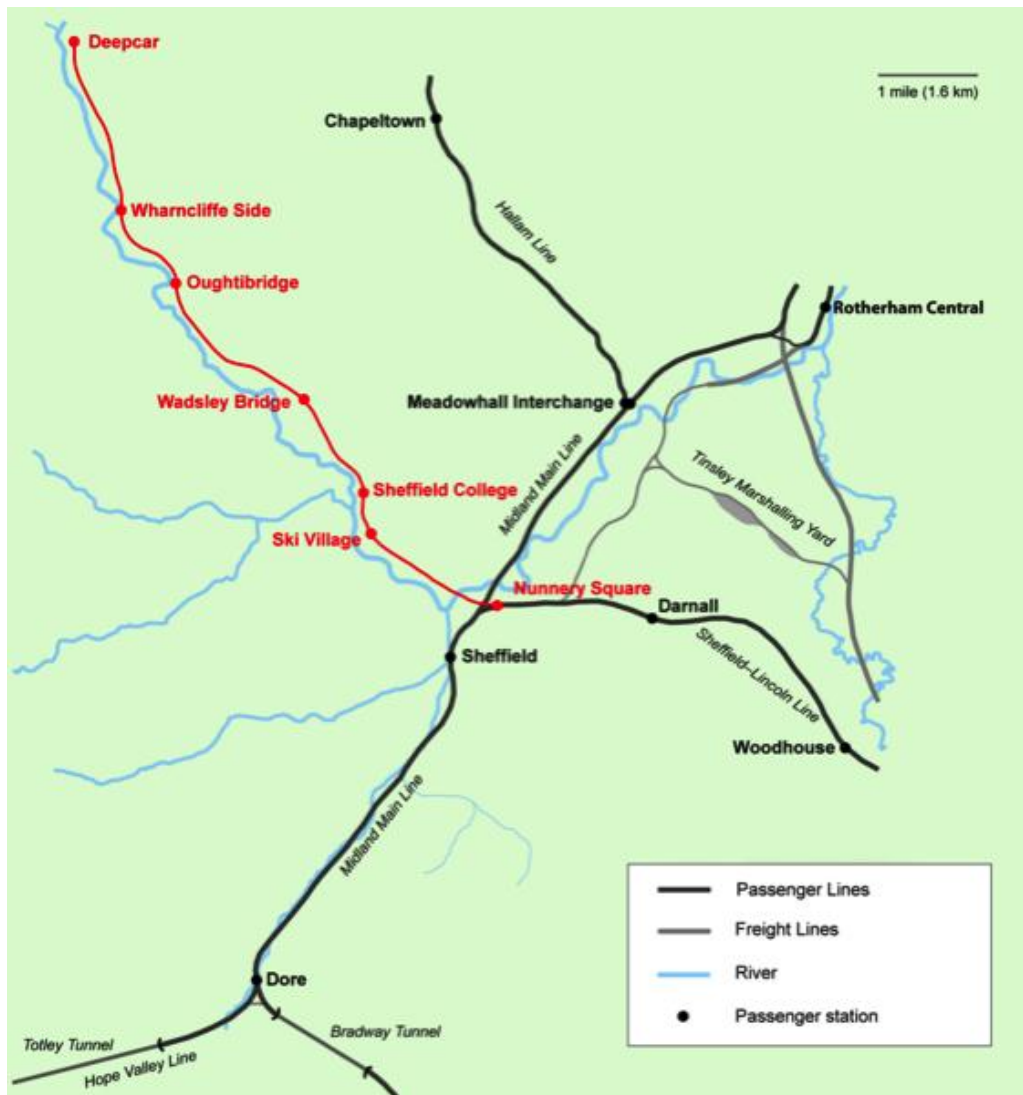 Deepcar
1 mile (1.6 km)
Chapeltown
Wharncliffe Side
Hallam Line
Oughtibridge
Rotherham Central
Wadsley Bridge
Meadowhall Interchange
Midland Main Line
Tinsley Marshalling Yard
Sheffield College
Ski Village
Nunnery Square
Darnall
Sheffield
Sheffield–Lincoln Line
Woodhouse
Midland Main Line
Passenger Lines
Freight Lines
River
Passenger station
Dore
Totley Tunnel
Bradway Tunnel
Hope Valley Line